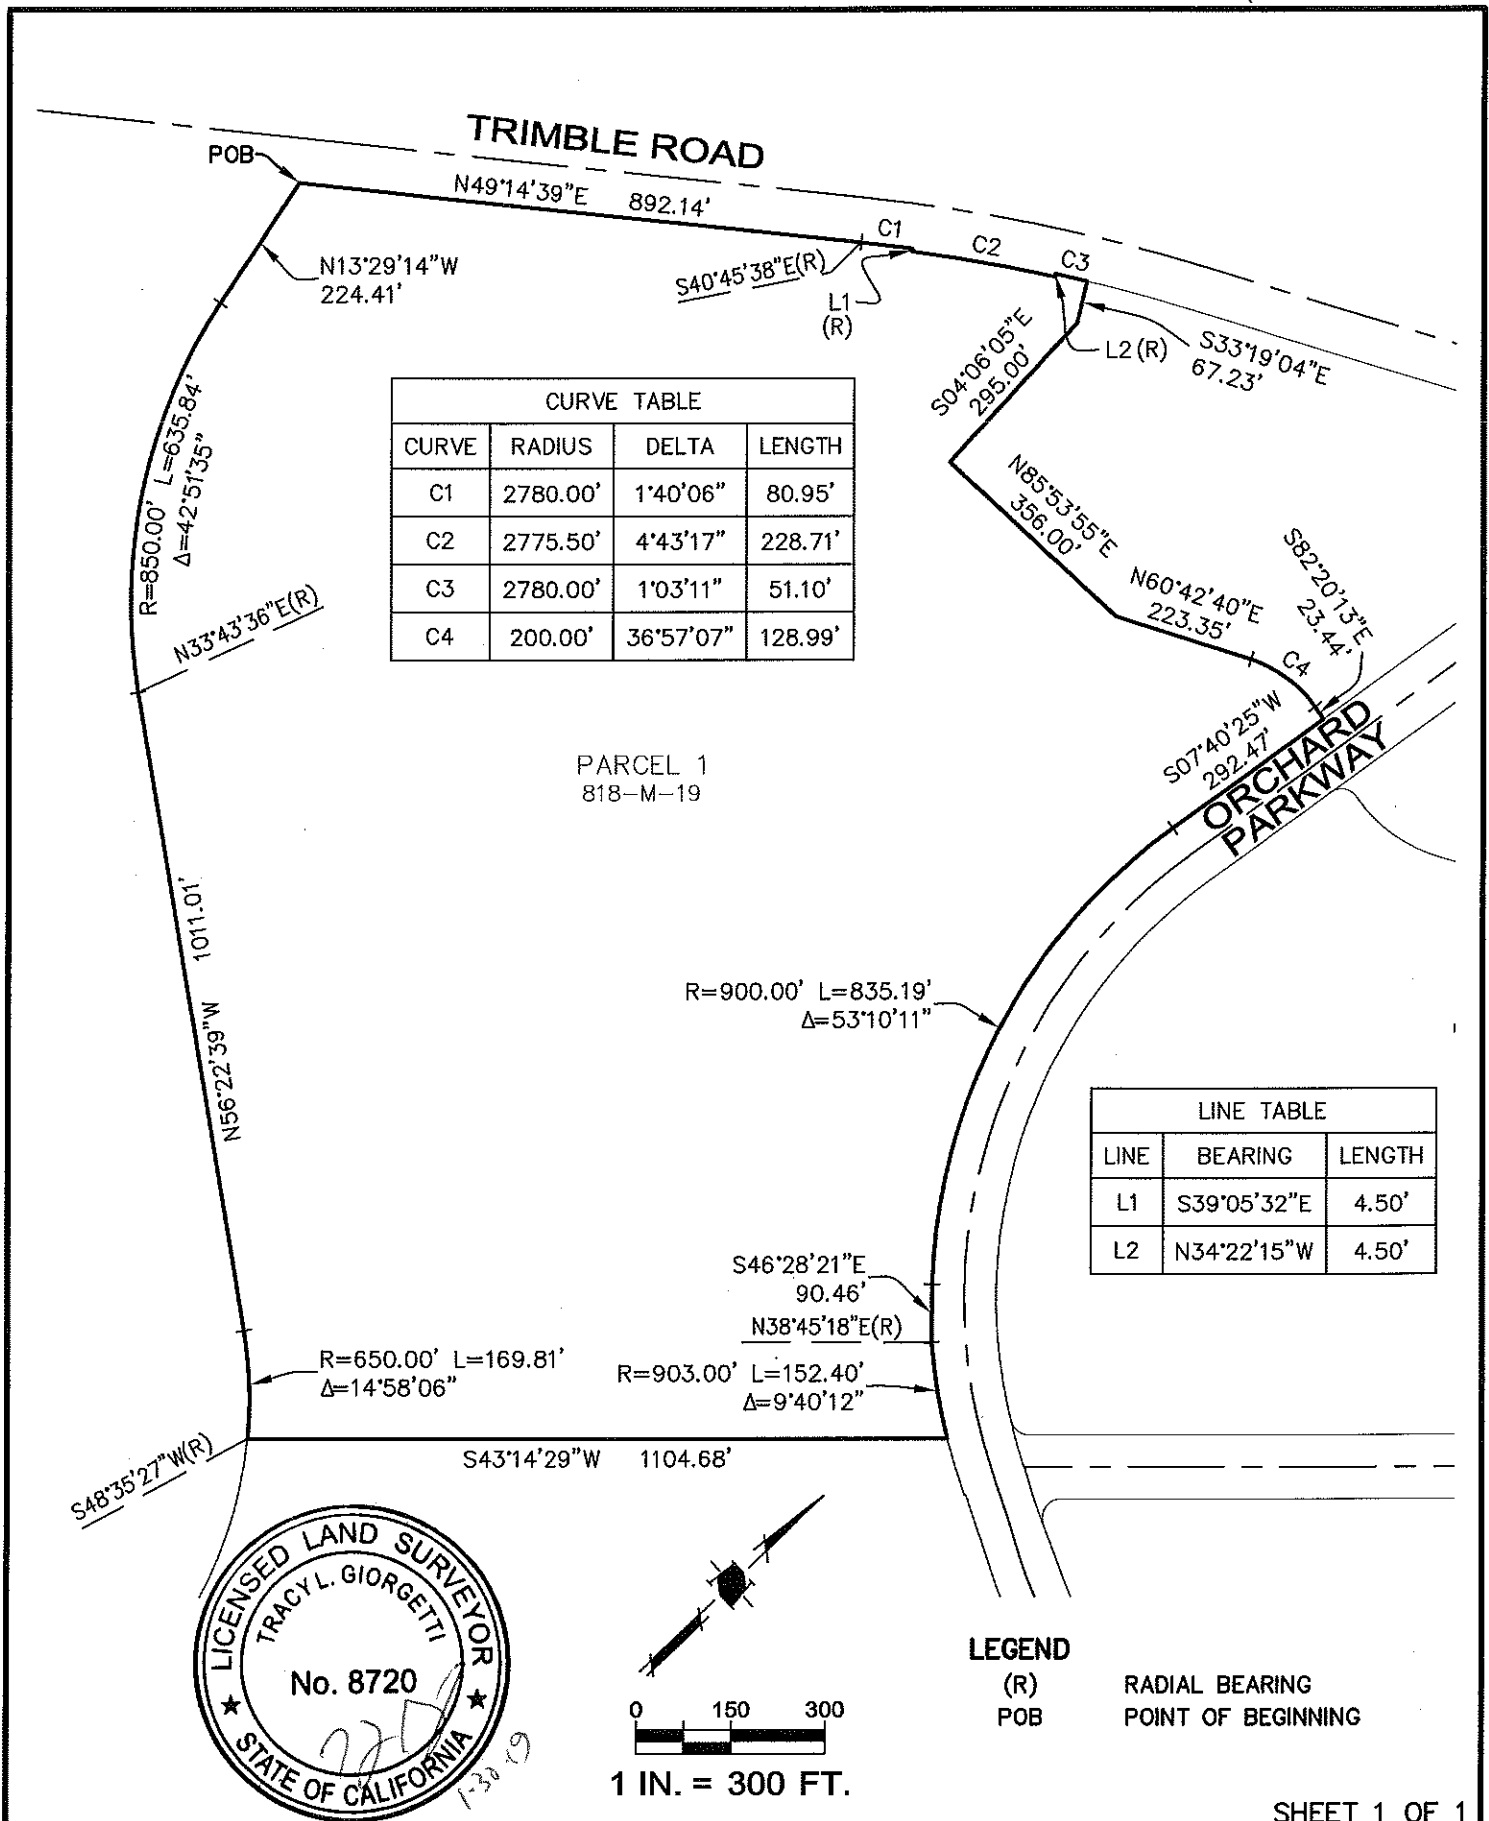 TRIMBLE ROAD
POB
N49°14'39"E 892.14'
C1
C2
C3
N13°29'14"W
224.41'
S40°45'38"E(R)
L1
(R)
L2 (R)
S33°19'04"E
67.23'
S04°06'05"E
295.00'
R=850.00' L=635.84'
Δ=42°51'35"
CURVE TABLE
CURVE RADIUS DELTA LENGTH
C1 2780.00' 1°40'06" 80.95'
C2 2775.50' 4°43'17" 228.71'
C3 2780.00' 1°03'11" 51.10'
C4 200.00' 36°57'07" 128.99'
N85°53'55"E
356.00'
N60°42'40"E
223.35'
S82°20'13"E
23.44'
C4
N33°43'36"E(R)
S07°40'25"W
292.47'
ORCHARD
PARKWAY
PARCEL 1
818-M-19
N56°22'39"W 1011.01'
R=900.00' L=835.19'
Δ=53°10'11"
LINE TABLE
LINE BEARING LENGTH
L1 S39°05'32"E 4.50'
L2 N34°22'15"W 4.50'
S46°28'21"E
90.46'
N38°45'18"E(R)
R=650.00' L=169.81'
Δ=14°58'06"
R=903.00' L=152.40'
Δ=9°40'12"
S43°14'29"W 1104.68'
S48°35'27"W(R)
LICENSED LAND SURVEYOR
TRACY L. GIORGETTI
No. 8720
STATE OF CALIFORNIA
0 150 300
1 IN. = 300 FT.
LEGEND
(R) RADIAL BEARING
POB POINT OF BEGINNING
SHEET 1 OF 1